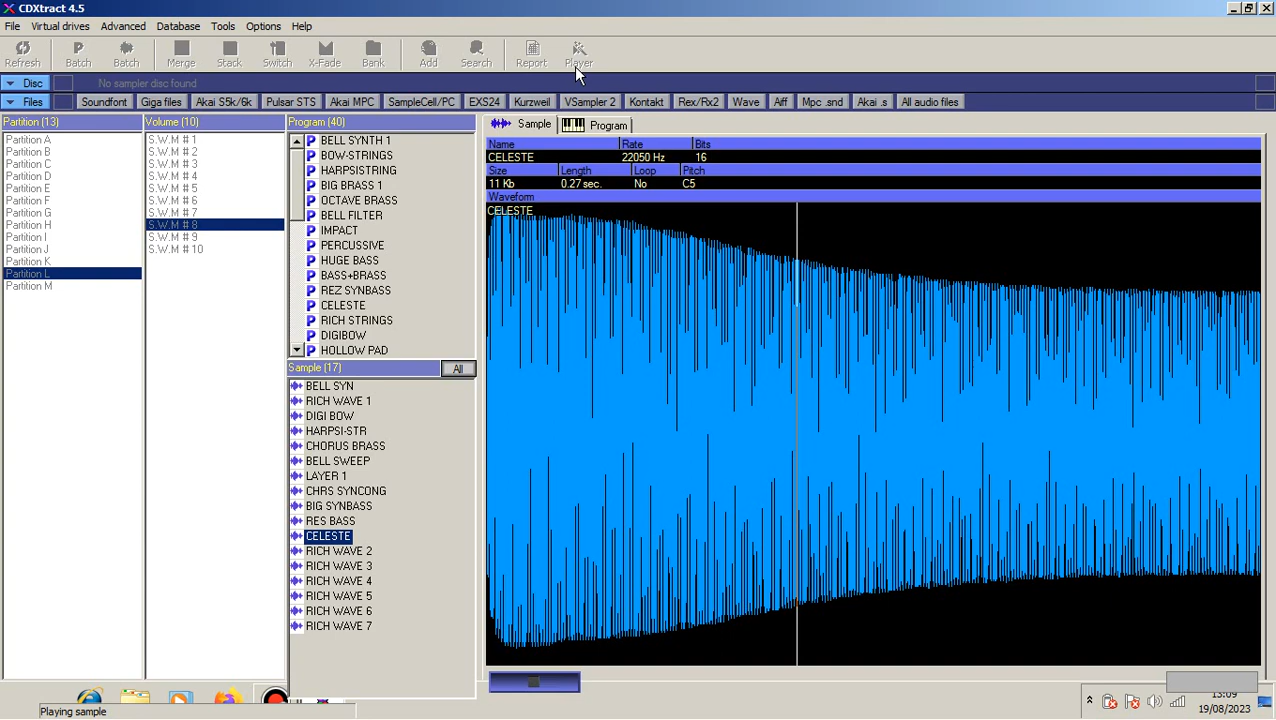 CDXtract 4.5
File Virtual drives Advanced Database Tools Options Help
Refresh Batch Batch Merge Stack Switch X-Fade Bank Add Search Report Player
Disc No sampler disc found
Files Soundfont Giga files Akai S5k/6k Pulsar STS Akai MPC SampleCell/PC EXS24 Kurzweil VSampler 2 Kontakt Rex/Rx2 Wave Aiff Mpc .snd Akai .s All audio files
Partition (13)
Partition A
Partition B
Partition C
Partition D
Partition E
Partition F
Partition G
Partition H
Partition I
Partition J
Partition K
Partition L
Partition M
Volume (10)
S.W.M # 1
S.W.M # 2
S.W.M # 3
S.W.M # 4
S.W.M # 5
S.W.M # 6
S.W.M # 7
S.W.M # 8
S.W.M # 9
S.W.M # 10
Program (40)
P BELL SYNTH 1
P BOW-STRINGS
P HARPSISTRING
P BIG BRASS 1
P OCTAVE BRASS
P BELL FILTER
P IMPACT
P PERCUSSIVE
P HUGE BASS
P BASS+BRASS
P REZ SYNBASS
P CELESTE
P RICH STRINGS
P DIGIBOW
P HOLLOW PAD
Sample (17) All
BELL SYN
RICH WAVE 1
DIGI BOW
HARPSI-STR
CHORUS BRASS
BELL SWEEP
LAYER 1
CHRS SYNCONG
BIG SYNBASS
RES BASS
CELESTE
RICH WAVE 2
RICH WAVE 3
RICH WAVE 4
RICH WAVE 5
RICH WAVE 6
RICH WAVE 7
Sample Program
Name Rate Bits
CELESTE 22050 Hz 16
Size Length Loop Pitch
11 Kb 0.27 sec. No C5
Waveform
CELESTE
Playing sample
13:09
19/08/2023